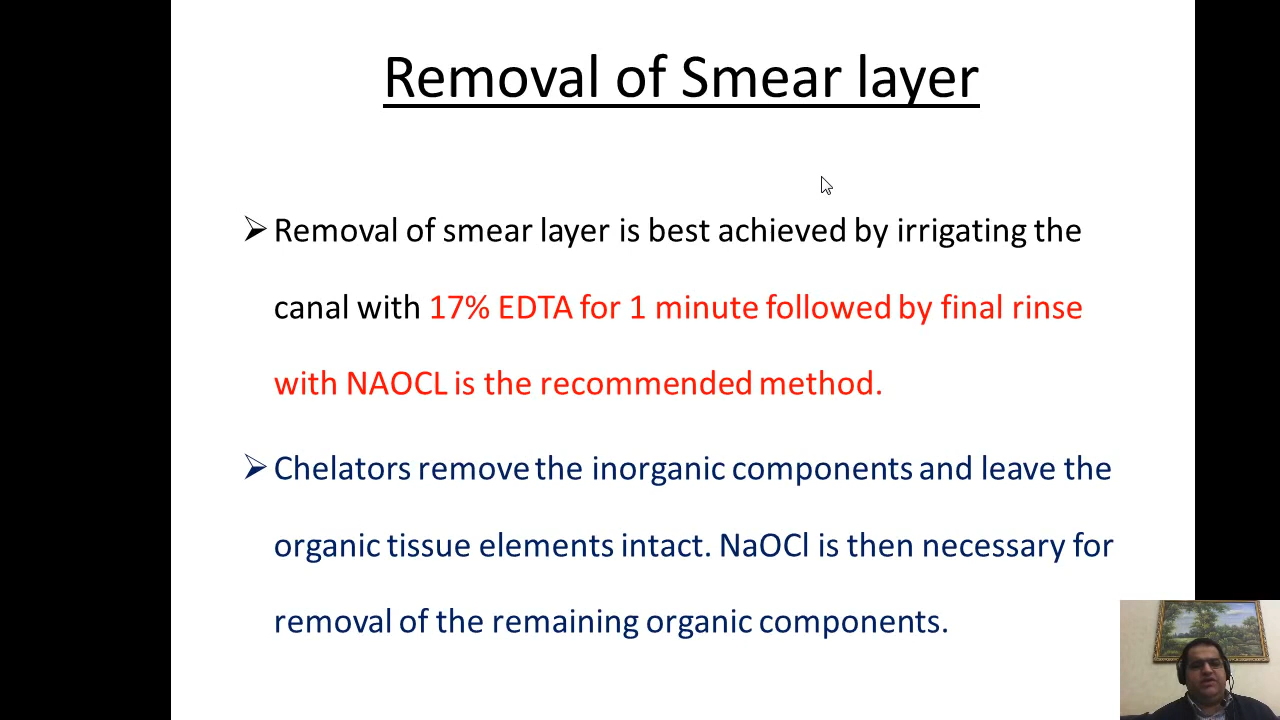 Removal of Smear layer
➢ Removal of smear layer is best achieved by irrigating the
canal with 17% EDTA for 1 minute followed by final rinse
with NAOCL is the recommended method.
➢ Chelators remove the inorganic components and leave the
organic tissue elements intact. NaOCl is then necessary for
removal of the remaining organic components.